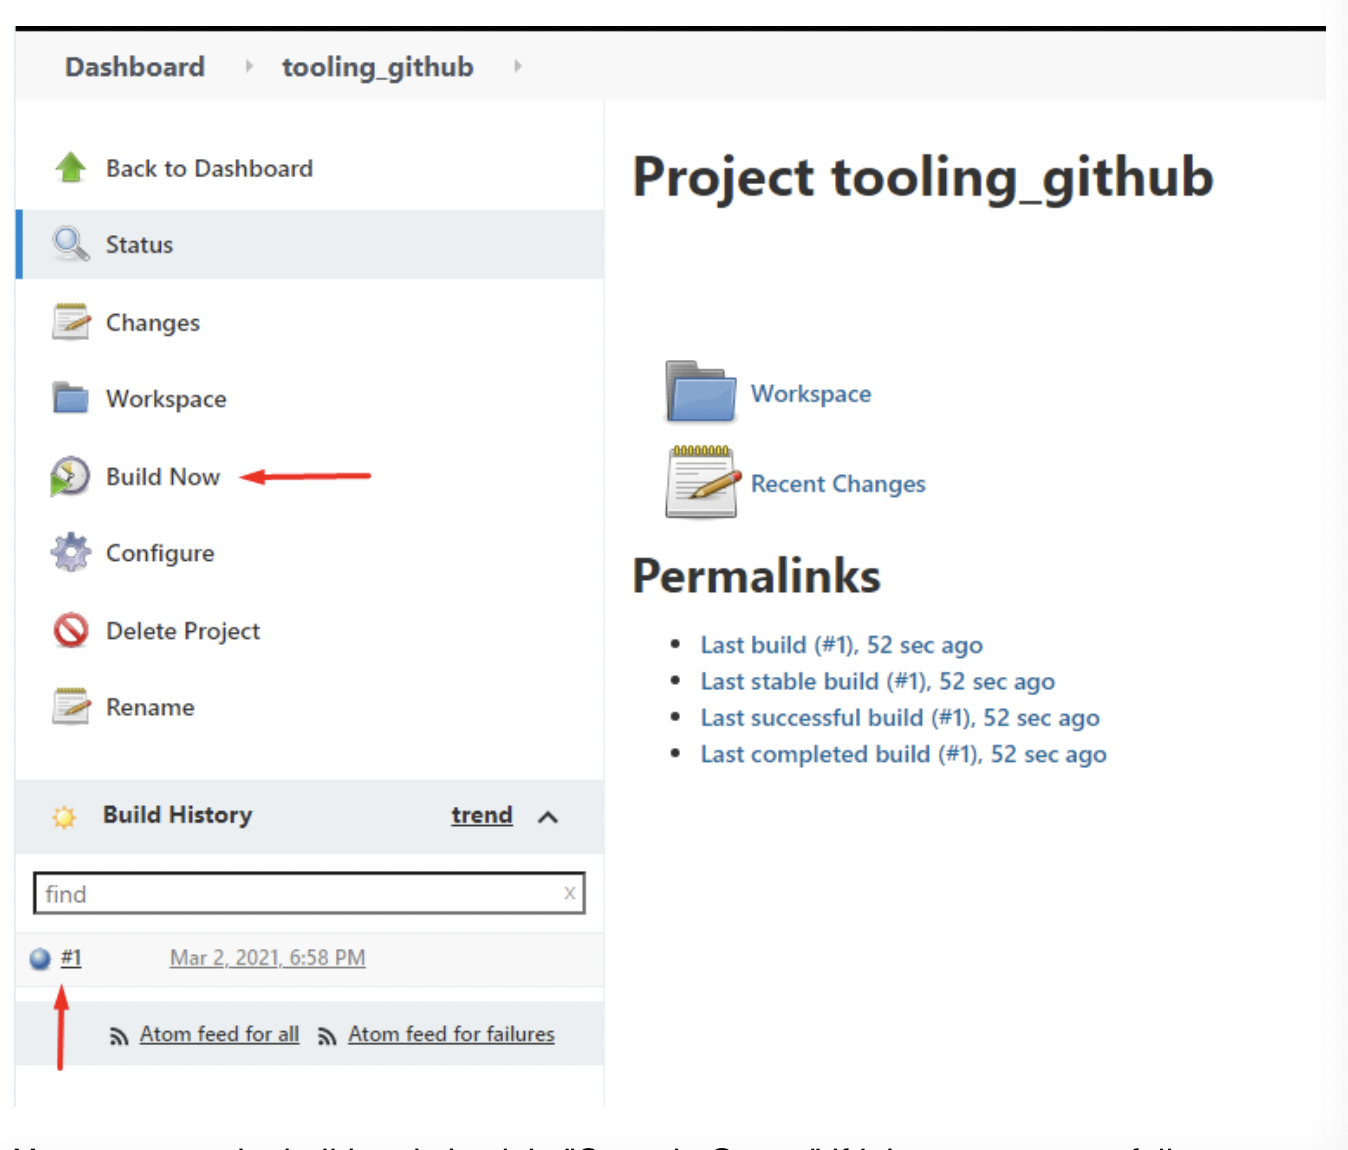 Dashboard tooling_github
Back to Dashboard
Status
Changes
Workspace
Build Now
Configure
Delete Project
Rename
Build History trend
find x
#1 Mar 2, 2021, 6:58 PM
Atom feed for all Atom feed for failures
Project tooling_github
Workspace
Recent Changes
Permalinks
Last build (#1), 52 sec ago
Last stable build (#1), 52 sec ago
Last successful build (#1), 52 sec ago
Last completed build (#1), 52 sec ago